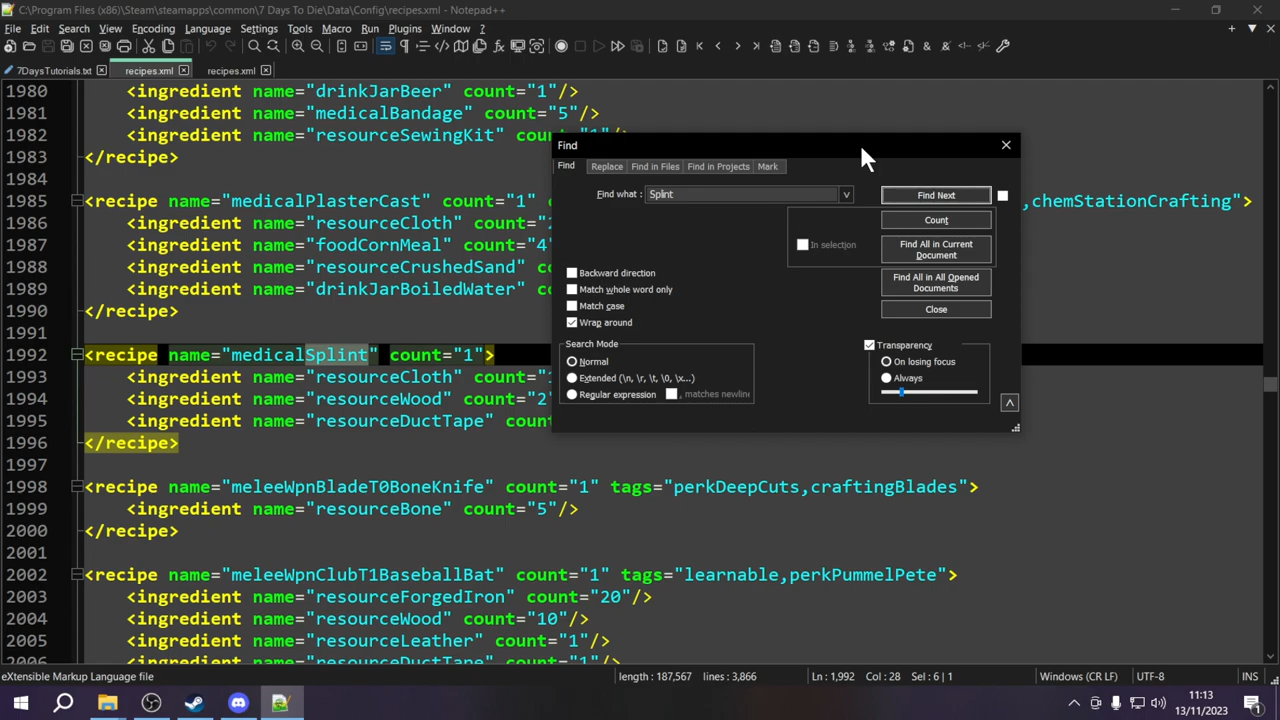 C:\Program Files (x86)\Steam\steamapps\common\7 Days To Die\Data\Config\recipes.xml - Notepad++
File Edit Search View Encoding Language Settings Tools Macro Run Plugins Window ?
7DaysTutorials.txt recipes.xml recipes.xml
1980 <ingredient name="drinkJarBeer" count="1"/>
1981 <ingredient name="medicalBandage" count="5"/>
1982 <ingredient name="resourceSewingKit" count="1"/>
1983 </recipe>
1985 <recipe name="medicalPlasterCast" count="1" ,chemStationCrafting">
1986 <ingredient name="resourceCloth"
1987 <ingredient name="foodCornMeal" count="4"
1988 <ingredient name="resourceCrushedSand"
1989 <ingredient name="drinkJarBoiledWater"
1990 </recipe>
1991
1992 <recipe name="medicalSplint" count="1">
1993 <ingredient name="resourceCloth"
1994 <ingredient name="resourceWood" count="2
1995 <ingredient name="resourceDuctTape"
1996 </recipe>
1997
1998 <recipe name="meleeWpnBladeT0BoneKnife" count="1" tags="perkDeepCuts,craftingBlades">
1999 <ingredient name="resourceBone" count="5"/>
2000 </recipe>
2001
2002 <recipe name="meleeWpnClubT1BaseballBat" count="1" tags="learnable,perkPummelPete">
2003 <ingredient name="resourceForgedIron" count="20"/>
2004 <ingredient name="resourceWood" count="10"/>
2005 <ingredient name="resourceLeather" count="1"/>
2006 <ingredient name="resourceDuctTape" count="1"/>
Find
Find Replace Find in Files Find in Projects Mark
Find what : Splint
Find Next
Count
In selection
Find All in Current
Document
Find All in All Opened
Documents
Close
Backward direction
Match whole word only
Match case
Wrap around
Search Mode
Normal
Extended (\n, \r, \t, \0, \x...)
Regular expression . matches newline
Transparency
On losing focus
Always
eXtensible Markup Language file length : 187,567 lines : 3,866 Ln : 1,992 Col : 28 Sel : 6 | 1 Windows (CR LF) UTF-8 INS
11:13
13/11/2023
1